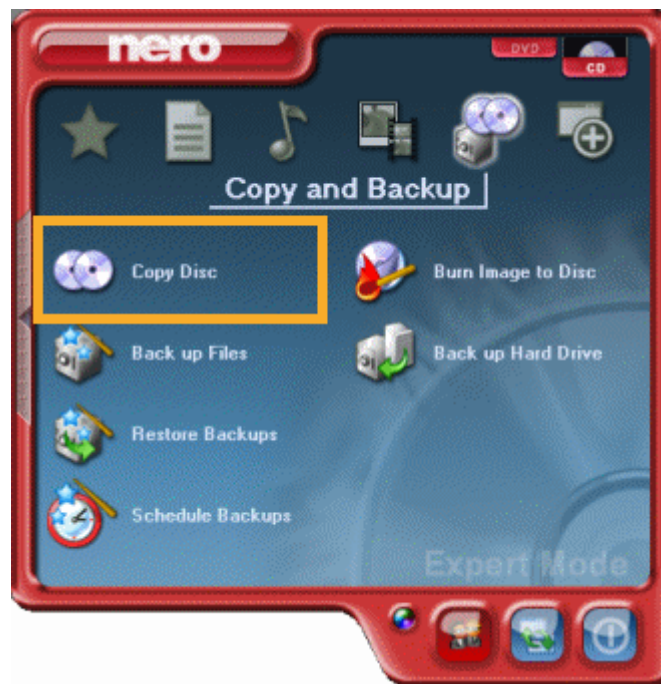 nero
DVD
CD
Copy and Backup
Copy Disc
Burn Image to Disc
Back up Files
Back up Hard Drive
Restore Backups
Schedule Backups
Expert Mode